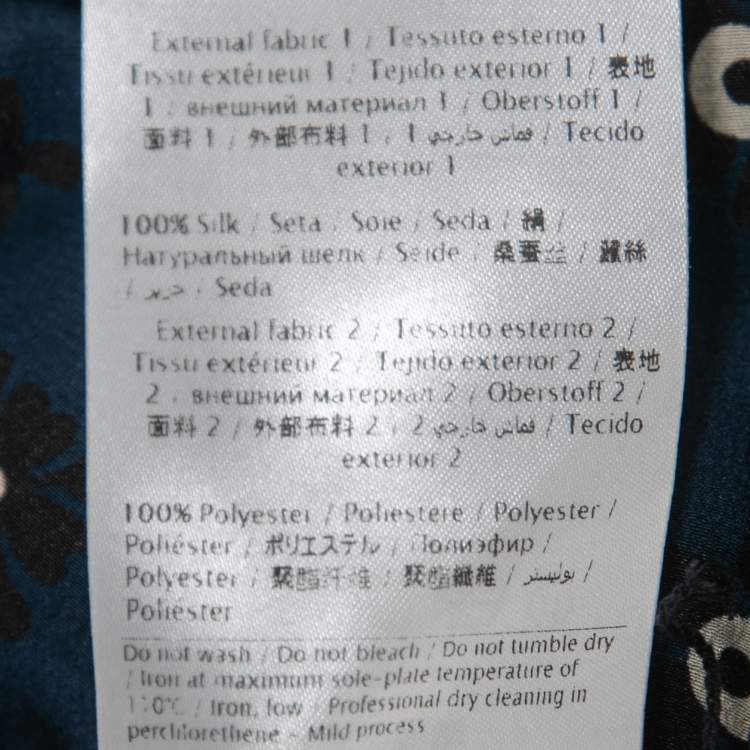 External fabric 1 / Tessuto esterno 1 /
Tissu extérieur 1 / Tejido exterior 1 / 表地
1 / внешний материал 1 / Oberstoff 1 /
面料 1 / 外部布料 1 / قماش خارجي 1 / Tecido
exterior 1
100% Silk / Seta / Soie / Seda / 絹 /
Натуральный шелк / Seide / 桑蚕丝 / 蠶絲
/ حرير / Seda
External fabric 2 / Tessuto esterno 2 /
Tissu extérieur 2 / Tejido exterior 2 / 表地
2 / внешний материал 2 / Oberstoff 2 /
面料 2 / 外部布料 2 / قماش خارجي 2 / Tecido
exterior 2
100% Polyester / Poliestere / Polyester /
Poliéster / ポリエステル / Полиэфир /
Polyester / 聚酯纤维 / 聚酯纖維 / بوليستر /
Poliéster
Do not wash / Do not bleach / Do not tumble dry
/ Iron at maximum sole-plate temperature of
110°C / Iron, low / Professional dry cleaning in
perchlorethene - Mild process